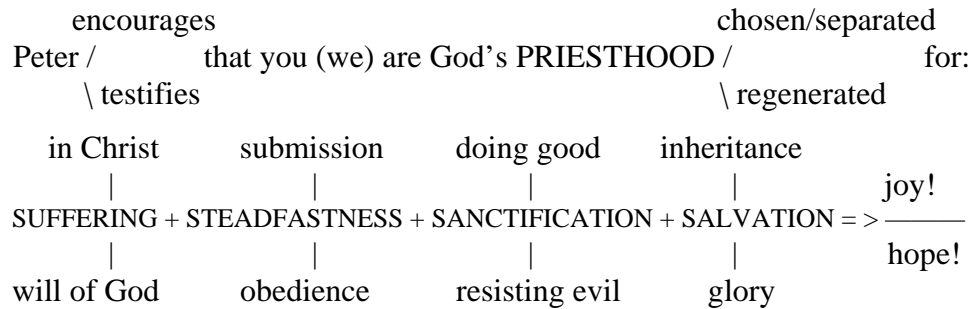 encourages chosen/separated
Peter / that you (we) are God’s PRIESTHOOD / for:
\ testifies \ regenerated
in Christ submission doing good inheritance
| | | | joy!
SUFFERING + STEADFASTNESS + SANCTIFICATION + SALVATION = > ———
| | | | hope!
will of God obedience resisting evil glory